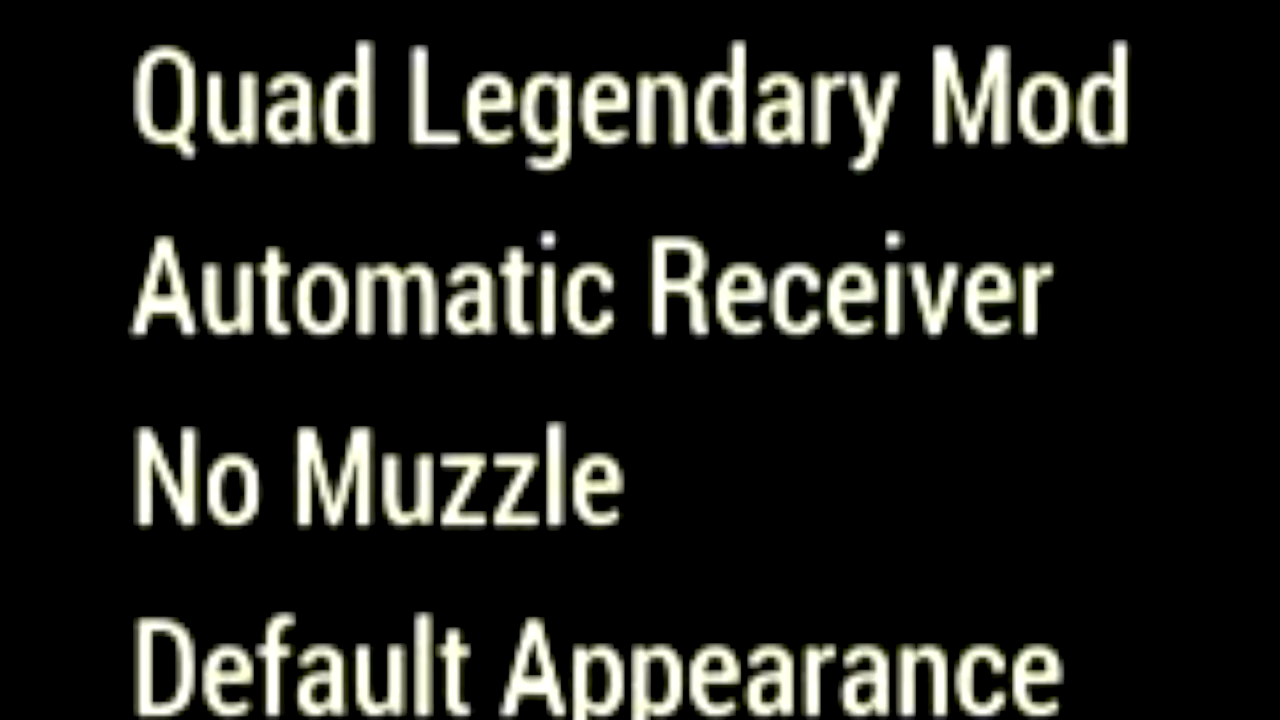 Quad Legendary Mod
Automatic Receiver
No Muzzle
Default Appearance